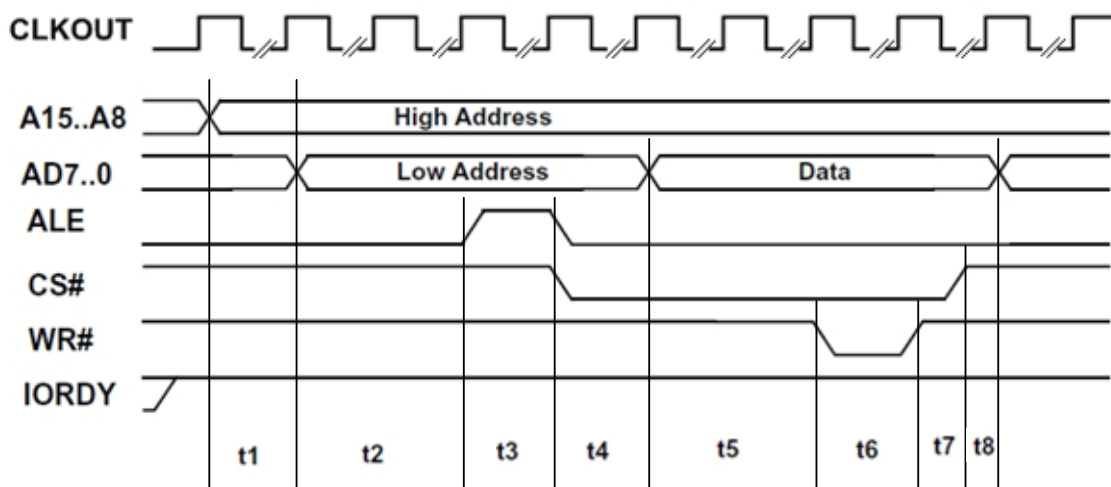 CLKOUT
A15..A8
High Address
AD7..0
Low Address
Data
ALE
CS#
WR#
IORDY
t1
t2
t3
t4
t5
t6
t7
t8